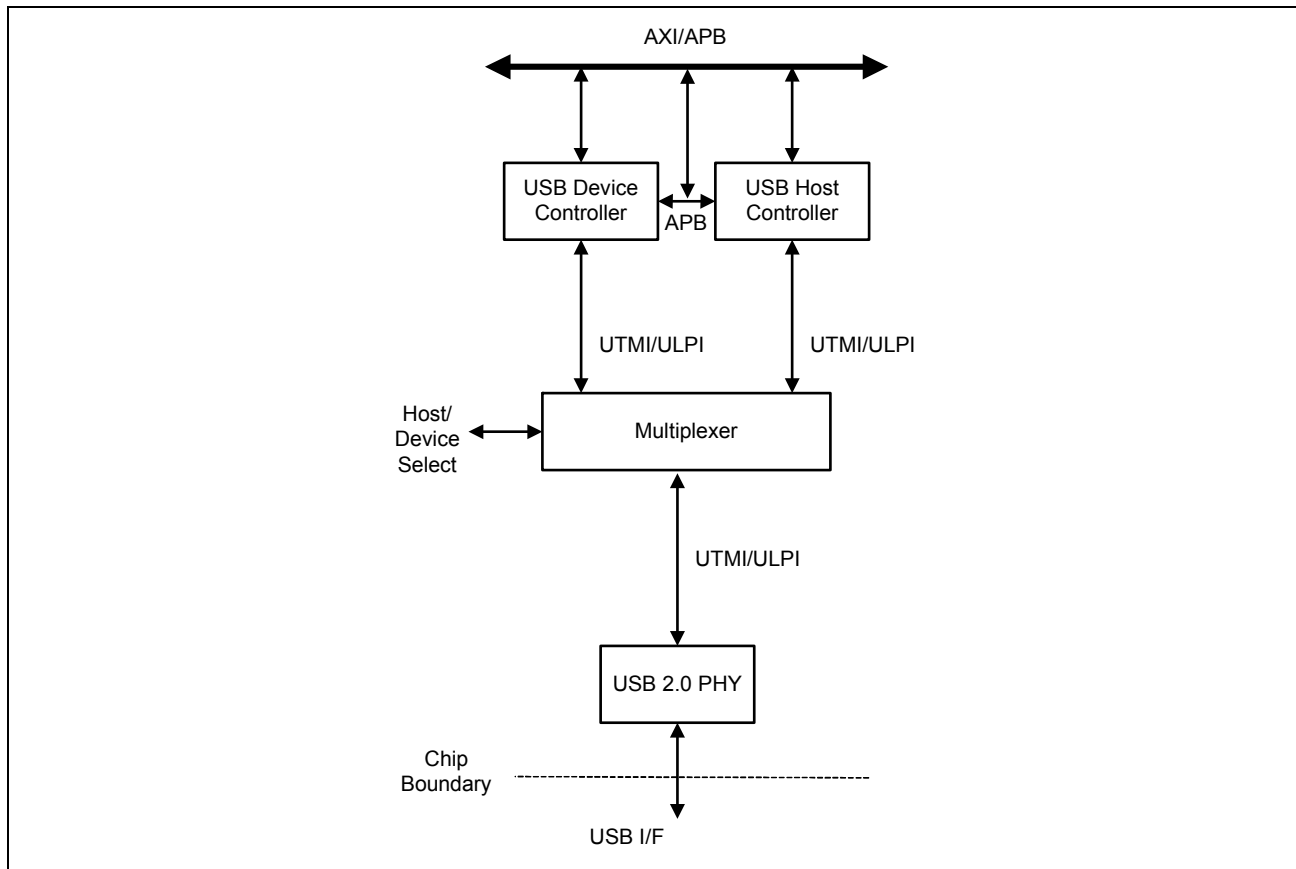 AXI/APB
USB Device
Controller
USB Host
Controller
APB
UTMI/ULPI
UTMI/ULPI
Host/
Device
Select
Multiplexer
UTMI/ULPI
USB 2.0 PHY
Chip
Boundary
USB I/F